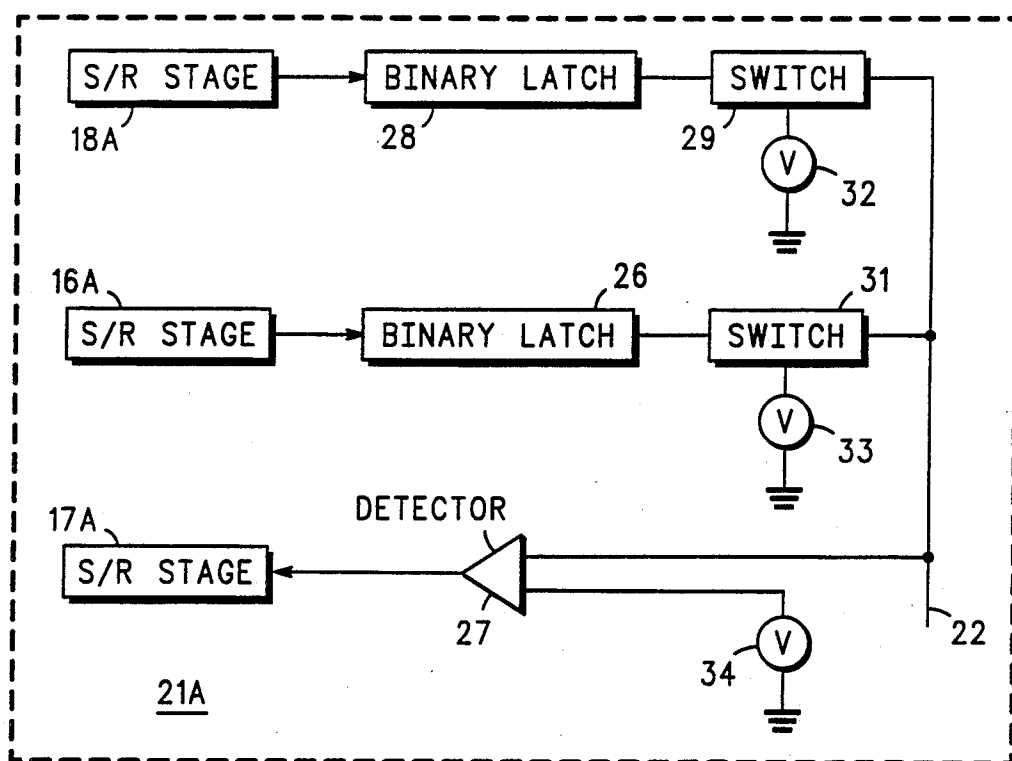 S/R STAGE BINARY LATCH SWITCH
18A 28 29
V
32
16A 26 31
S/R STAGE BINARY LATCH SWITCH
V
33
17A DETECTOR
S/R STAGE
27 22
V
34
21A